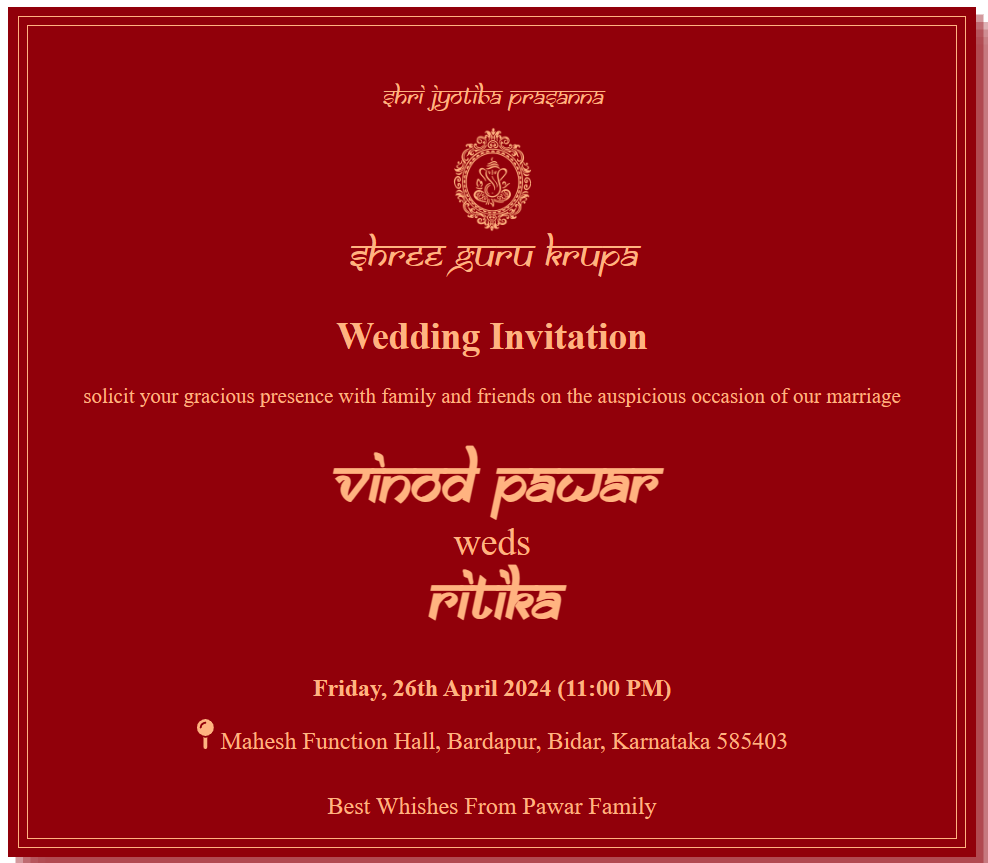 shri jyotiba prasanna
shree guru krupa
Wedding Invitation
solicit your gracious presence with family and friends on the auspicious occasion of our marriage
vinod pawar
weds
ritika
Friday, 26th April 2024 (11:00 PM)
Mahesh Function Hall, Bardapur, Bidar, Karnataka 585403
Best Whishes From Pawar Family